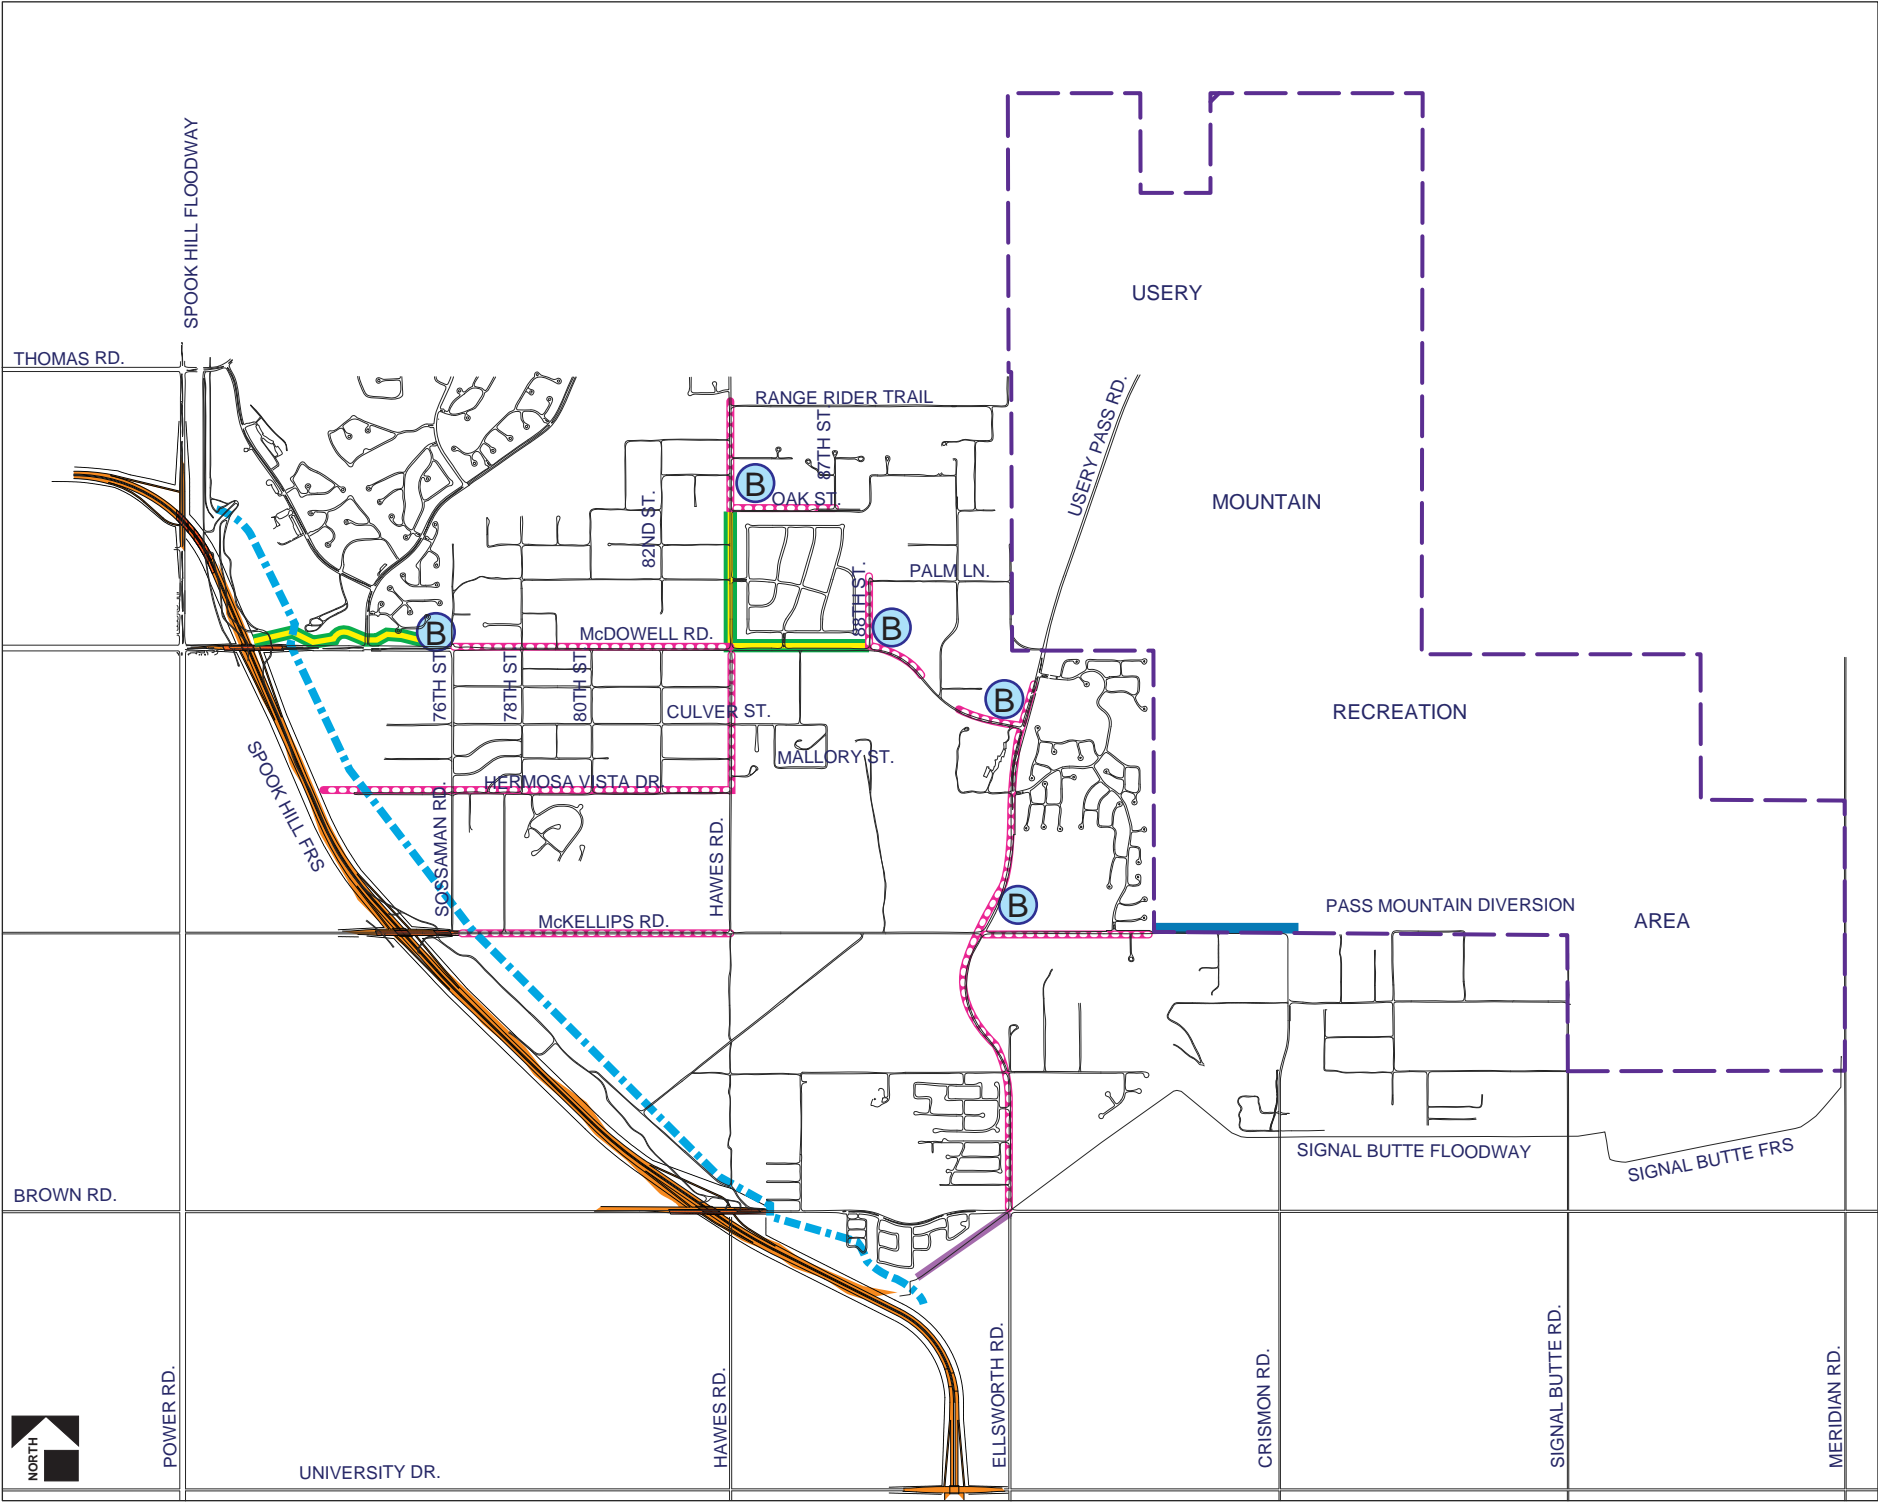 SPOOK HILL FLOODWAY
USERY
THOMAS RD.
RANGE RIDER TRAIL
87TH ST
USERY PASS RD.
B
OAK ST.
MOUNTAIN
82ND ST.
PALM LN.
88TH ST.
B
McDOWELL RD.
B
76TH ST
78TH ST
80TH ST
CULVER ST.
B
RECREATION
SPOOK HILL FRS
MALLORY ST.
HERMOSA VISTA DR.
SOSSAMAN RD.
HAWES RD.
B
PASS MOUNTAIN DIVERSION
McKELLIPS RD.
AREA
SIGNAL BUTTE FLOODWAY
SIGNAL BUTTE FRS
BROWN RD.
POWER RD.
HAWES RD.
ELLSWORTH RD.
CRISMON RD.
SIGNAL BUTTE RD.
MERIDIAN RD.
NORTH
UNIVERSITY DR.